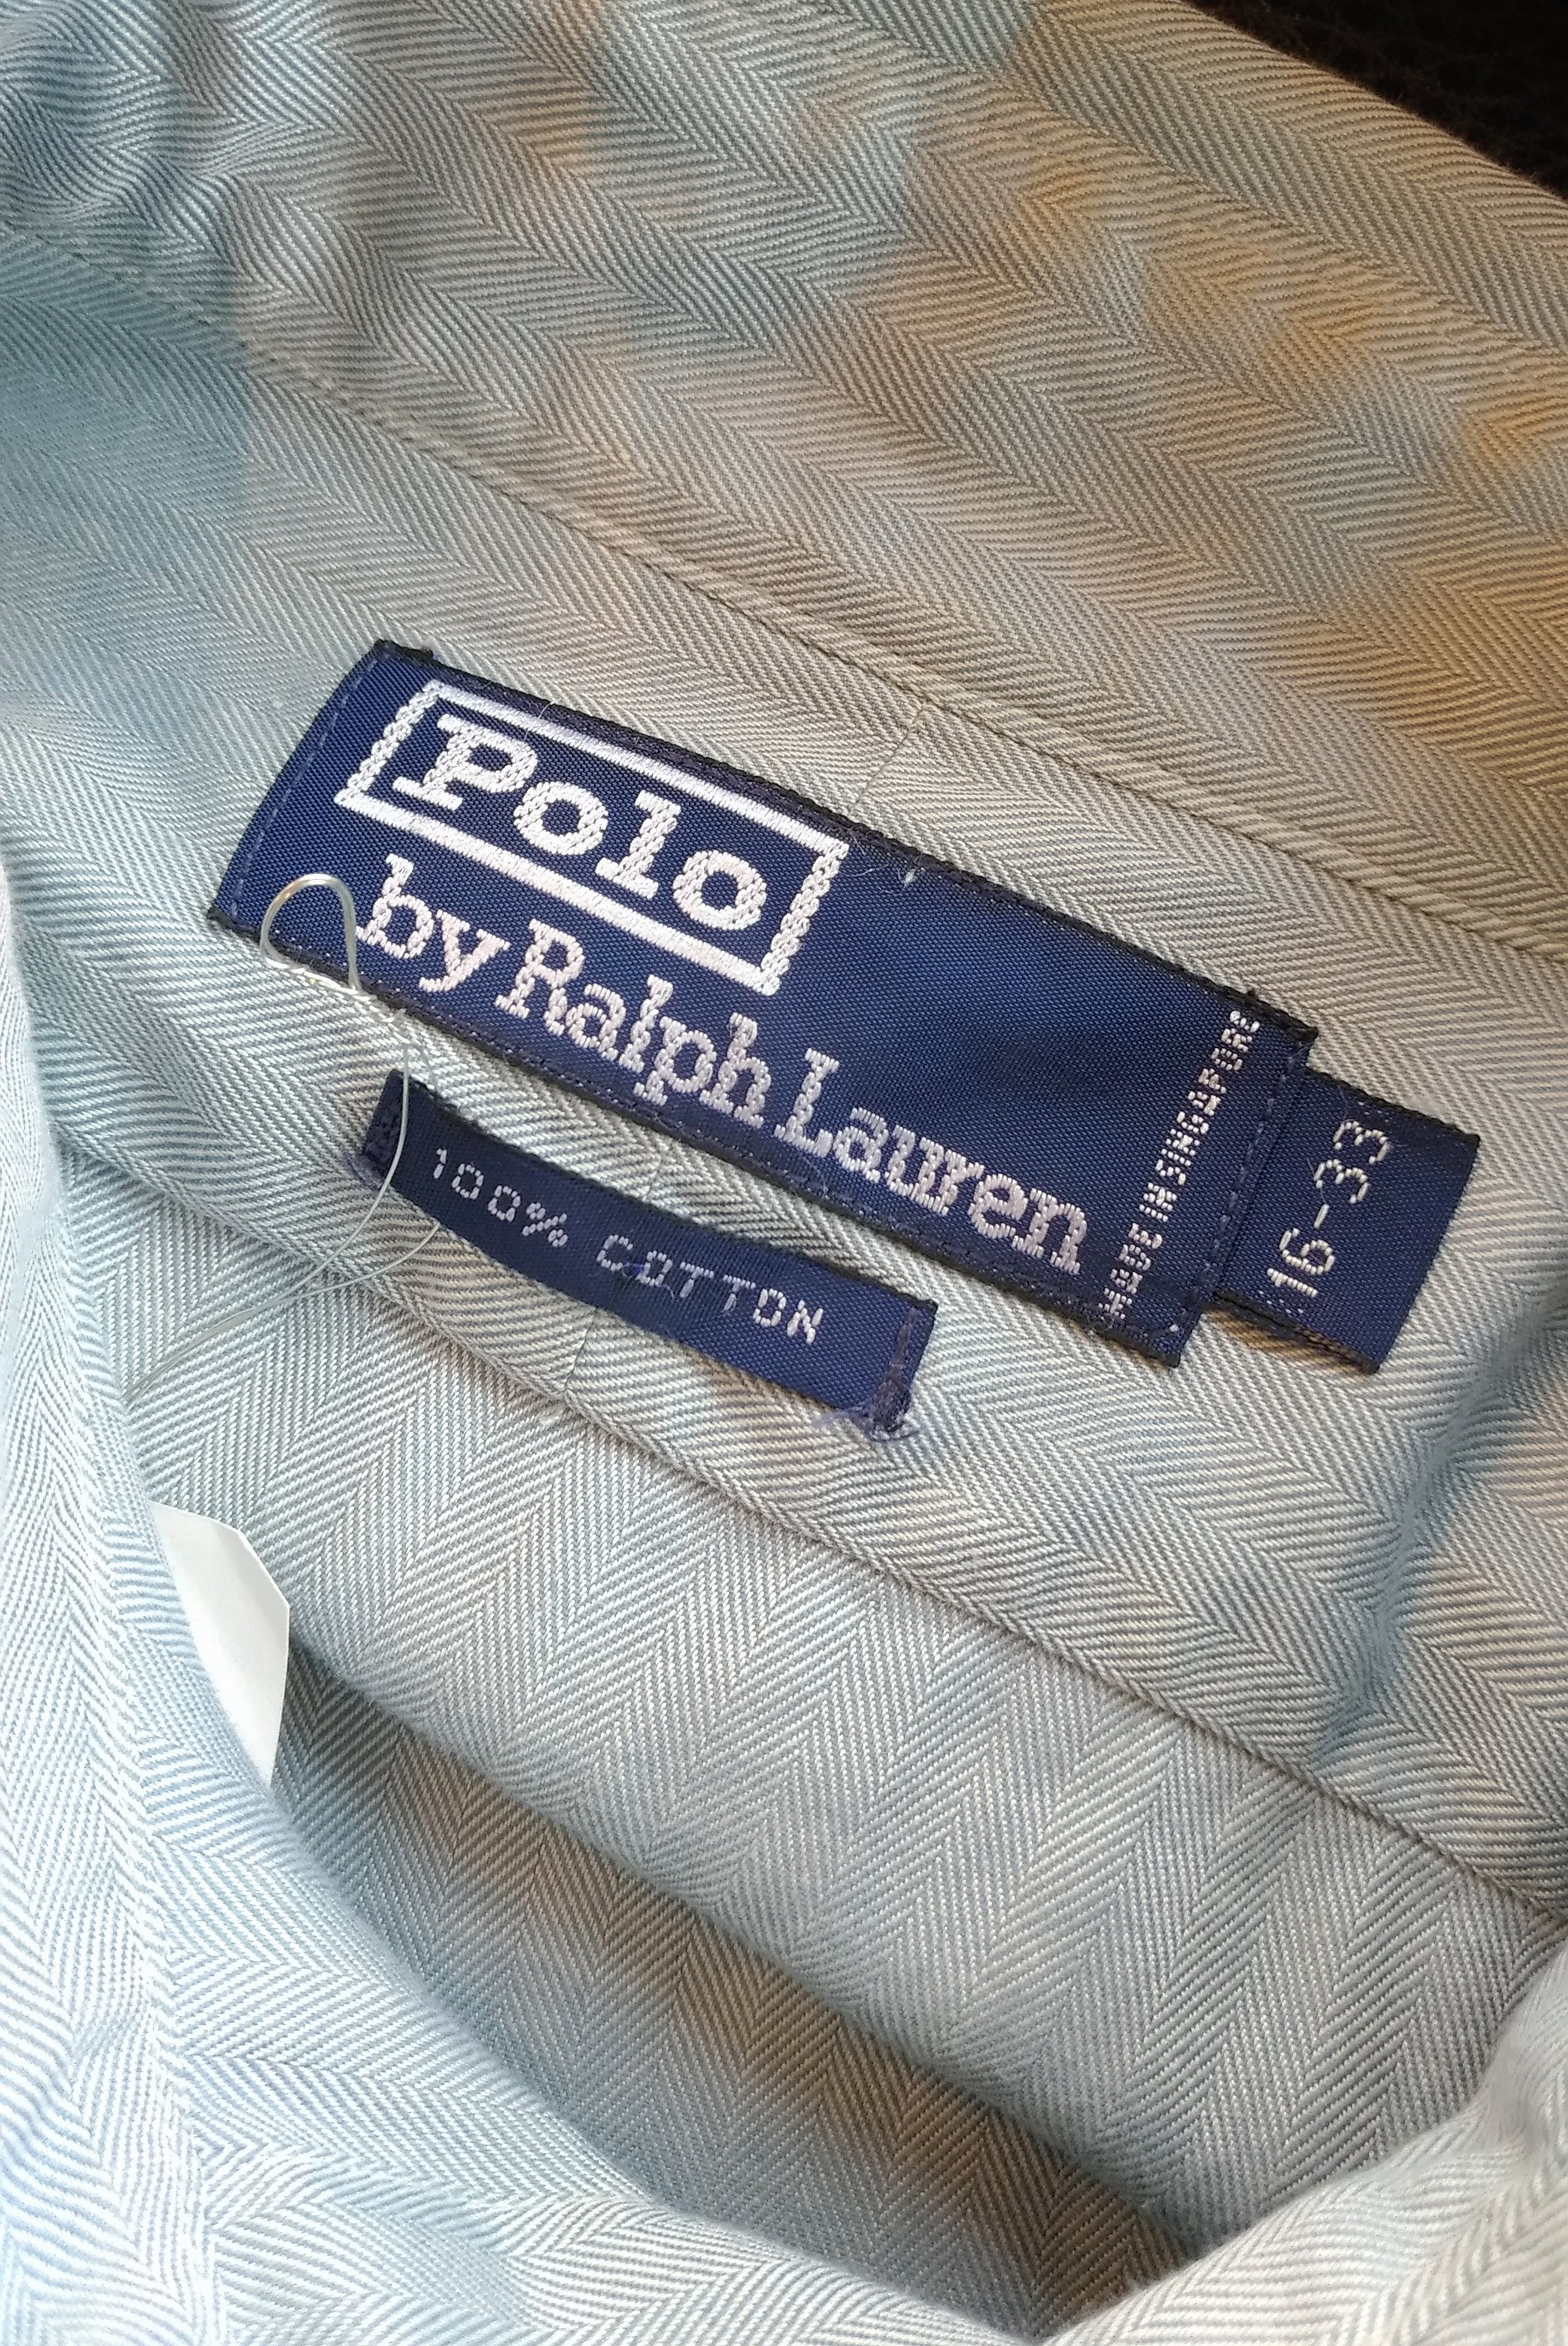 Polo
by Ralph Lauren
MADE IN SINGAPORE
16-33
100% COTTON